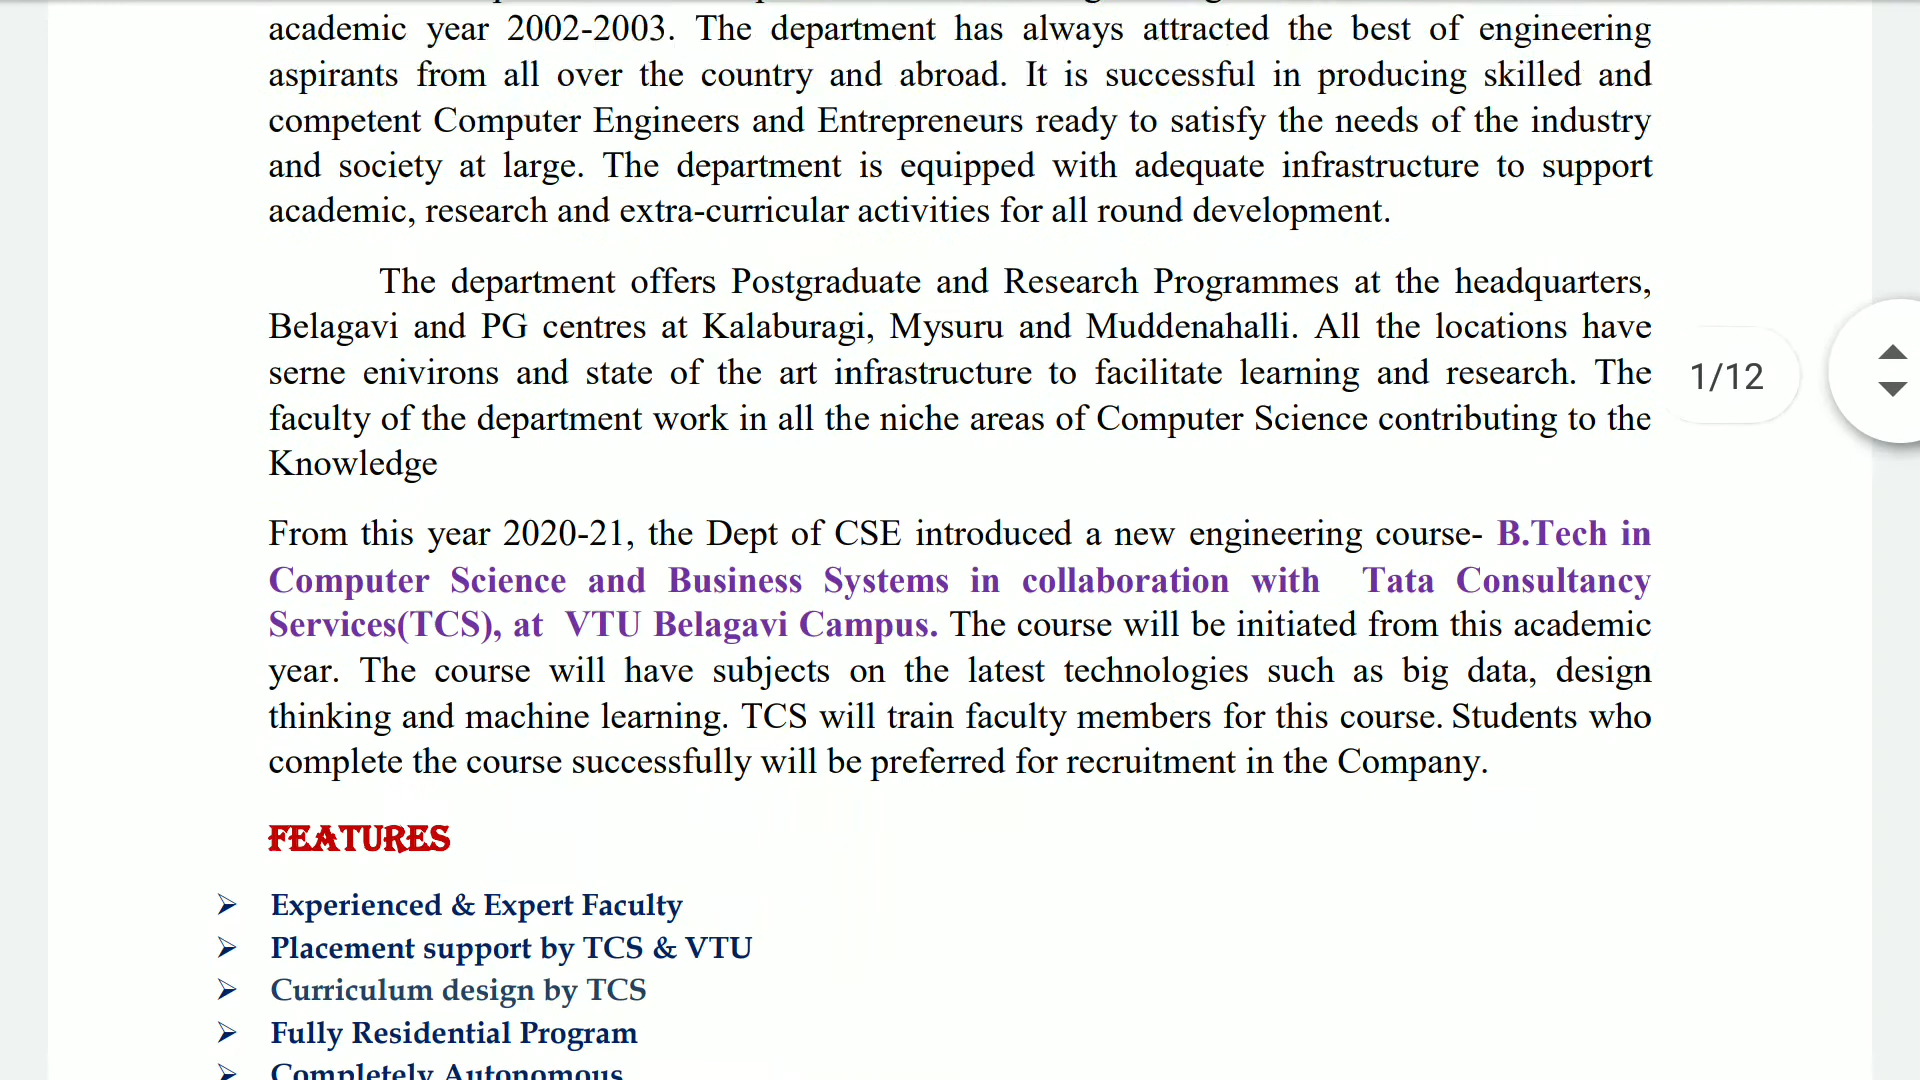 academic year 2002-2003. The department has always attracted the best of engineering
aspirants from all over the country and abroad. It is successful in producing skilled and
competent Computer Engineers and Entrepreneurs ready to satisfy the needs of the industry
and society at large. The department is equipped with adequate infrastructure to support
academic, research and extra-curricular activities for all round development.
The department offers Postgraduate and Research Programmes at the headquarters,
Belagavi and PG centres at Kalaburagi, Mysuru and Muddenahalli. All the locations have
serne enivirons and state of the art infrastructure to facilitate learning and research. The
faculty of the department work in all the niche areas of Computer Science contributing to the
Knowledge
1/12
From this year 2020-21, the Dept of CSE introduced a new engineering course- B.Tech in
Computer Science and Business Systems in collaboration with Tata Consultancy
Services(TCS), at VTU Belagavi Campus. The course will be initiated from this academic
year. The course will have subjects on the latest technologies such as big data, design
thinking and machine learning. TCS will train faculty members for this course. Students who
complete the course successfully will be preferred for recruitment in the Company.
FEATURES
➢ Experienced & Expert Faculty
➢ Placement support by TCS & VTU
➢ Curriculum design by TCS
➢ Fully Residential Program
➢ Completely Autonomous